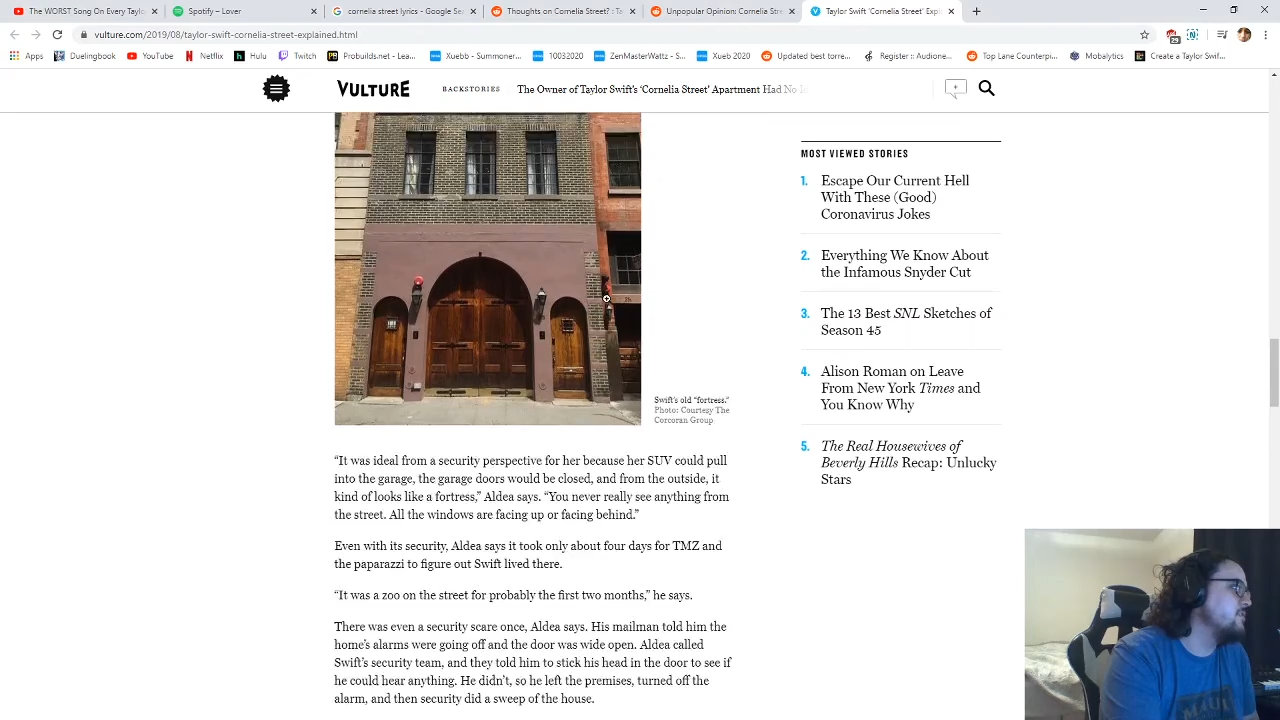 The WORST Song On Every Taylo
Spotify – Lover
cornelia street lyrics - Google Se
Thoughts on Cornelia Street? : Ta
Unpopular Opinion: Cornelia Stre
Taylor Swift 'Cornelia Street' Expl
vulture.com/2019/08/taylor-swift-cornelia-street-explained.html
Apps
Duelingbook
YouTube
Netflix
Hulu
Twitch
Probuilds.net - Lea...
Xuebb - Summoner...
10032020
ZenMasterWattz - S...
Xueb 2020
Updated best torre...
Register :: Audione...
Top Lane Counterpi...
Mobalytics
Create a Taylor Swif...
VULTURE
BACKSTORIES
The Owner of Taylor Swift's 'Cornelia Street' Apartment Had No I
MOST VIEWED STORIES
1. Escape Our Current Hell
With These (Good)
Coronavirus Jokes
2. Everything We Know About
the Infamous Snyder Cut
3. The 13 Best SNL Sketches of
Season 45
4. Alison Roman on Leave
From New York Times and
You Know Why
5. The Real Housewives of
Beverly Hills Recap: Unlucky
Stars
Swift's old "fortress."
Photo: Courtesy The
Corcoran Group
"It was ideal from a security perspective for her because her SUV could pull
into the garage, the garage doors would be closed, and from the outside, it
kind of looks like a fortress," Aldea says. "You never really see anything from
the street. All the windows are facing up or facing behind."
Even with its security, Aldea says it took only about four days for TMZ and
the paparazzi to figure out Swift lived there.
"It was a zoo on the street for probably the first two months," he says.
There was even a security scare once, Aldea says. His mailman told him the
home's alarms were going off and the door was wide open. Aldea called
Swift's security team, and they told him to stick his head in the door to see if
he could hear anything. He didn't, so he left the premises, turned off the
alarm, and then security did a sweep of the house.